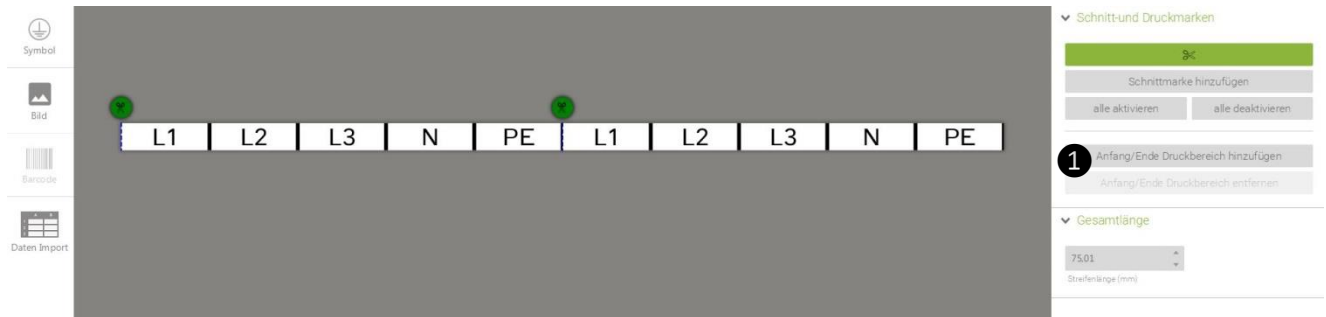 Symbol
Bild
Barcode
Daten Import
L1 L2 L3 N PE L1 L2 L3 N PE
Schnitt-und Druckmarken
Schnittmarke hinzufügen
alle aktivieren alle deaktivieren
1 Anfang/Ende Druckbereich hinzufügen
Anfang/Ende Druckbereich entfernen
Gesamtlänge
75.01
Streifenlänge (mm)